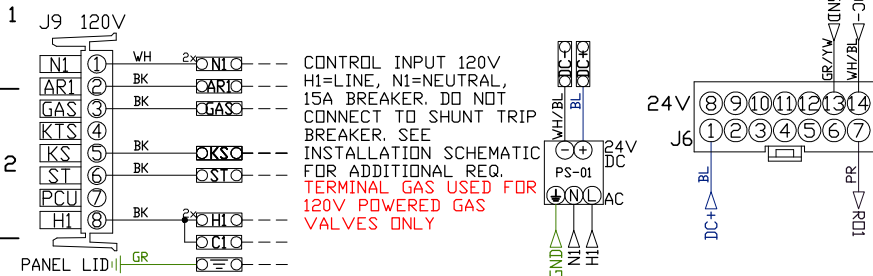 1
J9 120V
N1 1 WH 2x N1
AR1 2 BK AR1
GAS 3 BK GAS
KTS 4
KS 5 BK KS
ST 6 BK ST
PCU 7
H1 8 BK 2x H1
C1
PANEL LID GR
2
CONTROL INPUT 120V
H1=LINE, N1=NEUTRAL,
15A BREAKER. DO NOT
CONNECT TO SHUNT TRIP
BREAKER. SEE
INSTALLATION SCHEMATIC
FOR ADDITIONAL REQ.
TERMINAL GAS USED FOR
120V POWERED GAS
VALVES ONLY
DC-
DC+
WH/BL
BL
- +
24V
DC
PS-01
N L
AC
GND
N1
H1
GND
DC-
GR/YW
WH/BL
24V 8 9 10 11 12 13 14
J6 1 2 3 4 5 6 7
BL
DC+
PR
RO1